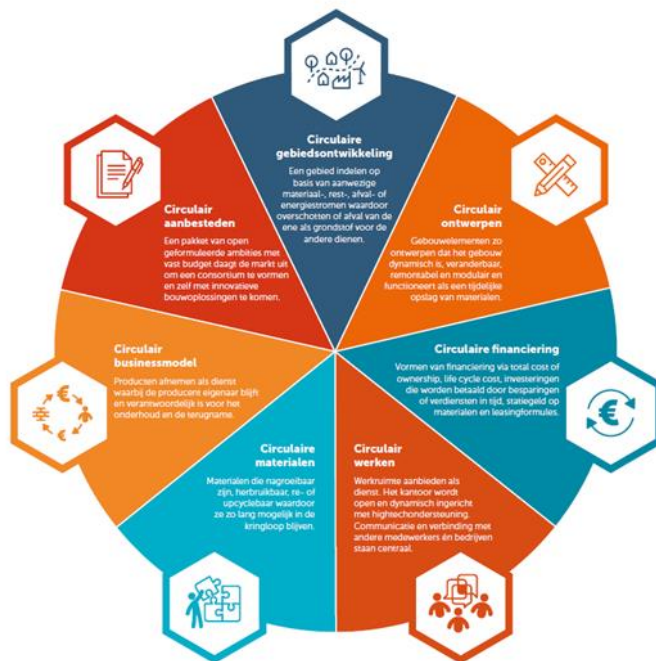 Circulaire
gebiedsontwikkeling
Een gebied indelen op
basis van aanwezige
materiaal-, rest-, afval- of
energiestromen waardoor
overschotten of afval van de
ene als grondstof voor de
andere dienen.
Circulair
ontwerpen
Gebouwelementen zo
ontwerpen dat het gebouw
dynamisch is, veranderbaar,
remontabel en modulair en
functioneert als een tijdelijke
opslag van materialen.
Circulaire financiering
Vormen van financiering via total cost of
ownership, life cycle cost, investeringen
die worden betaald door besparingen
of verdiensten in tijd, statiegeld op
materialen en leasingformules.
Circulair
werken
Werkruimte aanbieden als
dienst. Het kantoor wordt
open en dynamisch ingericht
met hightechondersteuning.
Communicatie en verbinding met
andere medewerkers én bedrijven
staan centraal.
Circulaire
materialen
Materialen die nagroeibaar
zijn, herbruikbaar, re- of
upcyclebaar waardoor
ze zo lang mogelijk in de
kringloop blijven.
Circulair
businessmodel
Producten afnemen als dienst
waarbij de producent eigenaar blijft
en verantwoordelijk is voor het
onderhoud en de terugname.
Circulair
aanbesteden
Een pakket van open
geformuleerde ambities met
vast budget daagt de markt uit
om een consortium te vormen
en zelf met innovatieve
bouwoplossingen te komen.